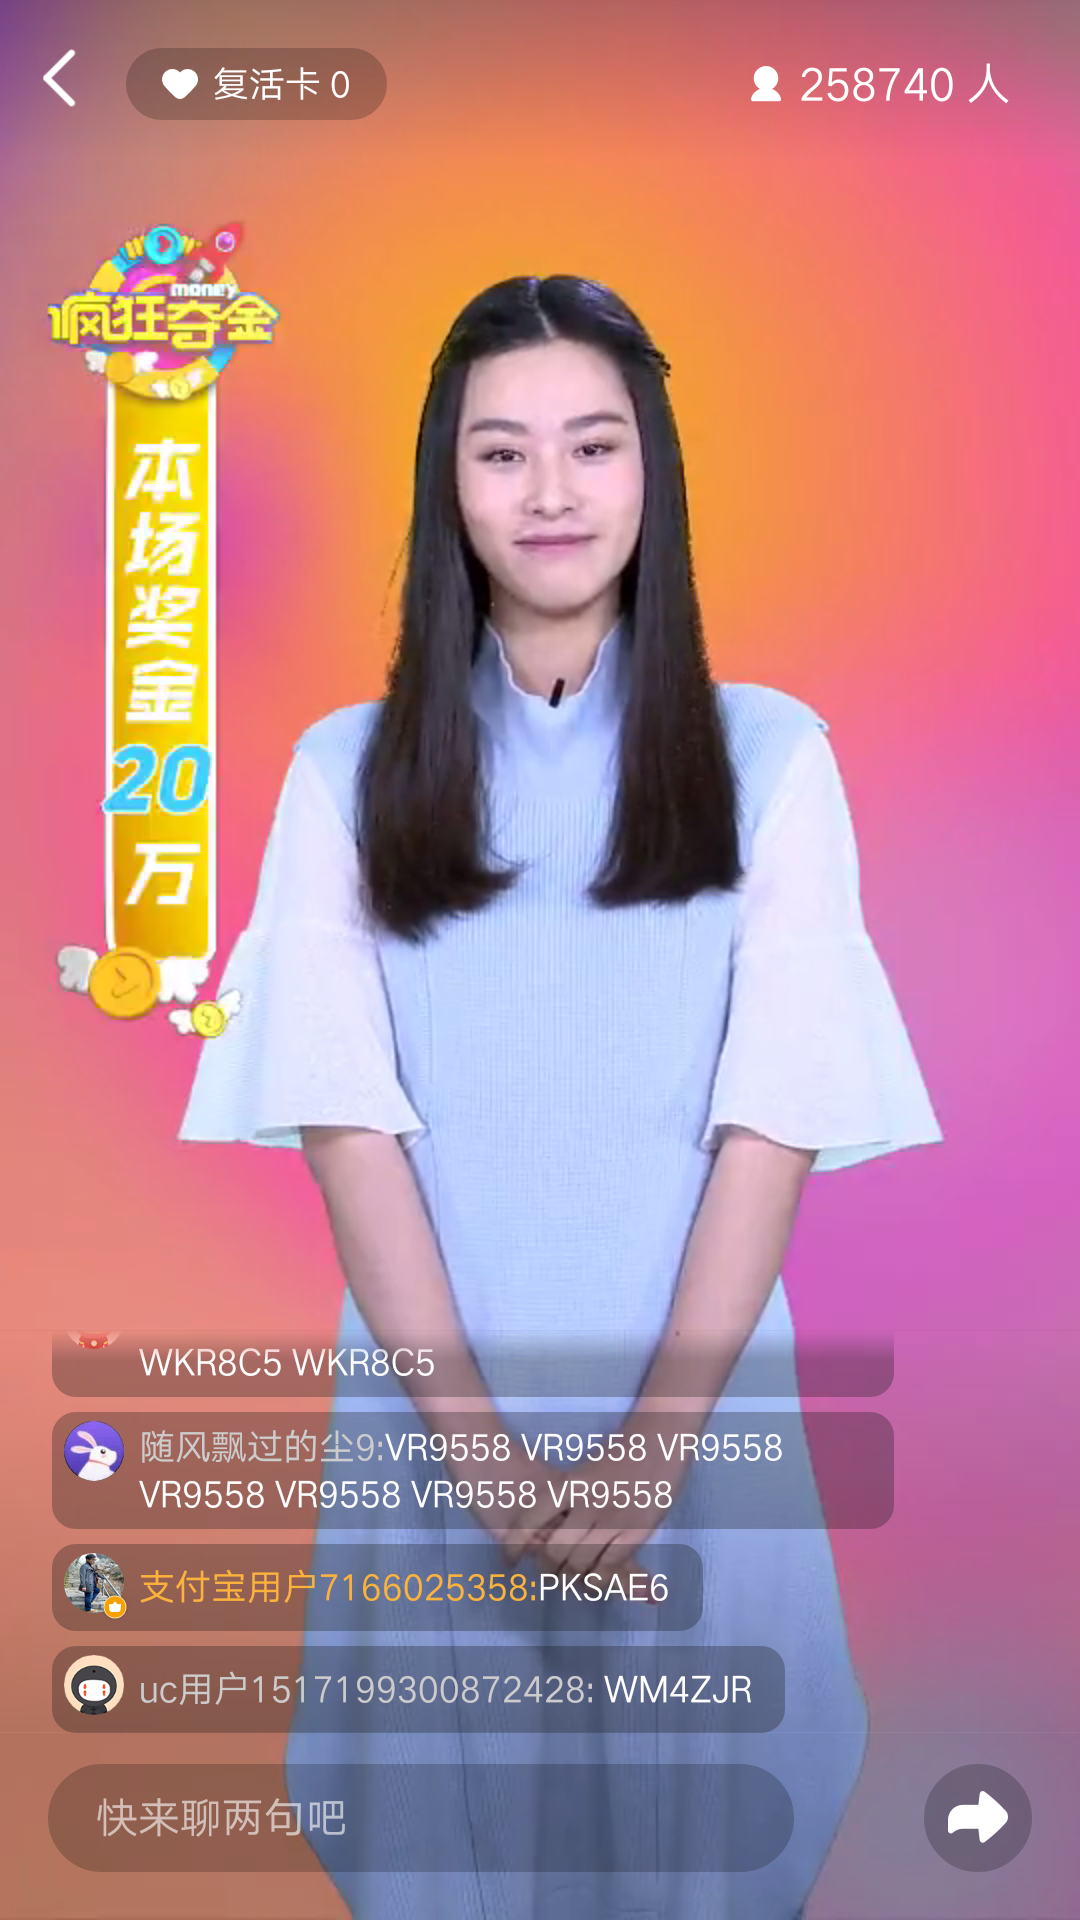 复活卡 0
258740 人
money
疯狂夺金
本场奖金20万
WKR8C5 WKR8C5
随风飘过的尘9:VR9558 VR9558 VR9558
VR9558 VR9558 VR9558 VR9558
支付宝用户7166025358:PKSAE6
uc用户1517199300872428: WM4ZJR
快来聊两句吧